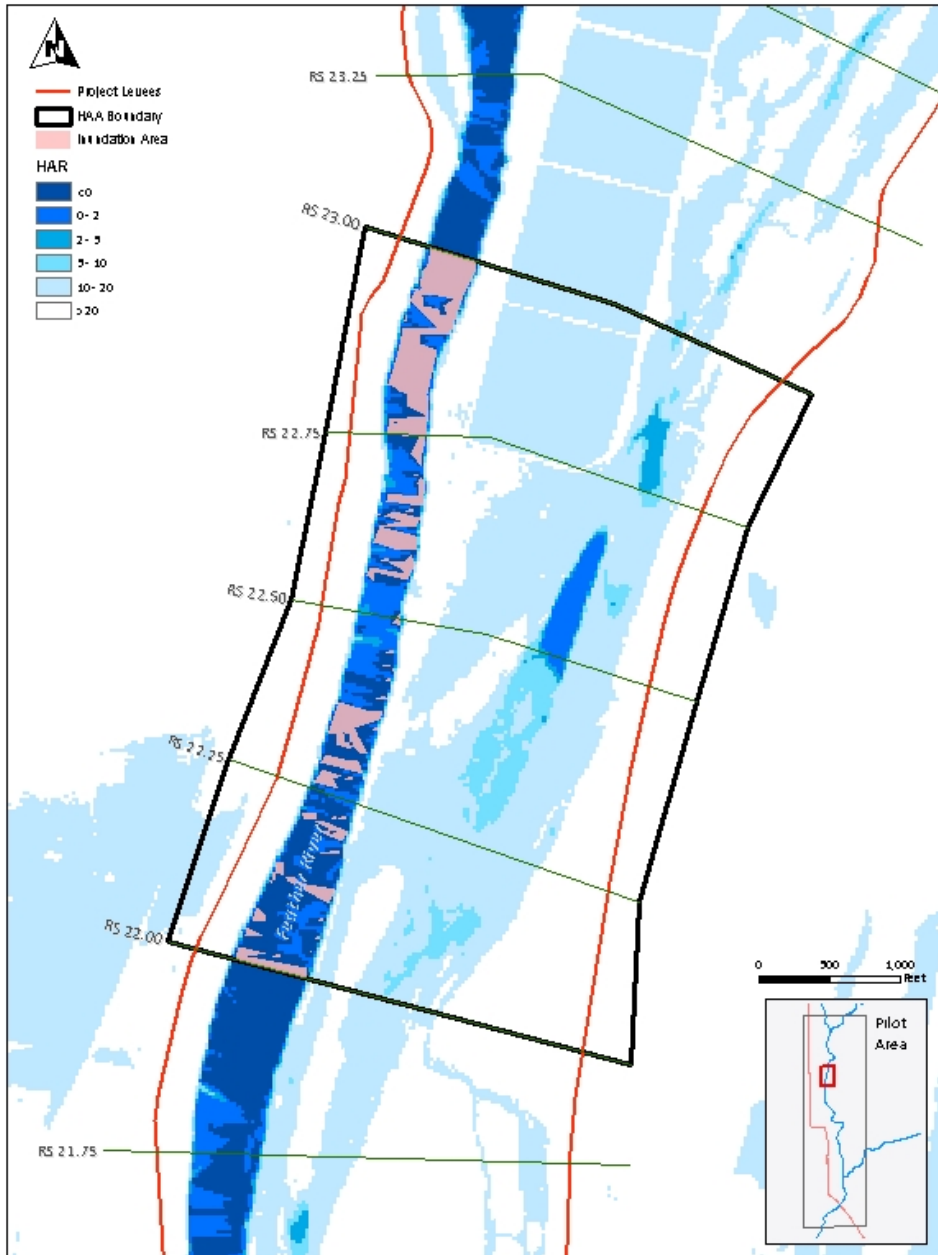 N
Project Levees
HAA Boundary
Inundation Area
HAR
<0
0- 2
2- 5
5- 10
10- 20
>20
RS 23.25
RS 23.00
RS 22.75
RS 22.50
RS 22.25
Feather River
RS 22.00
RS 21.75
0 500 1,000
Feet
Pilot
Area